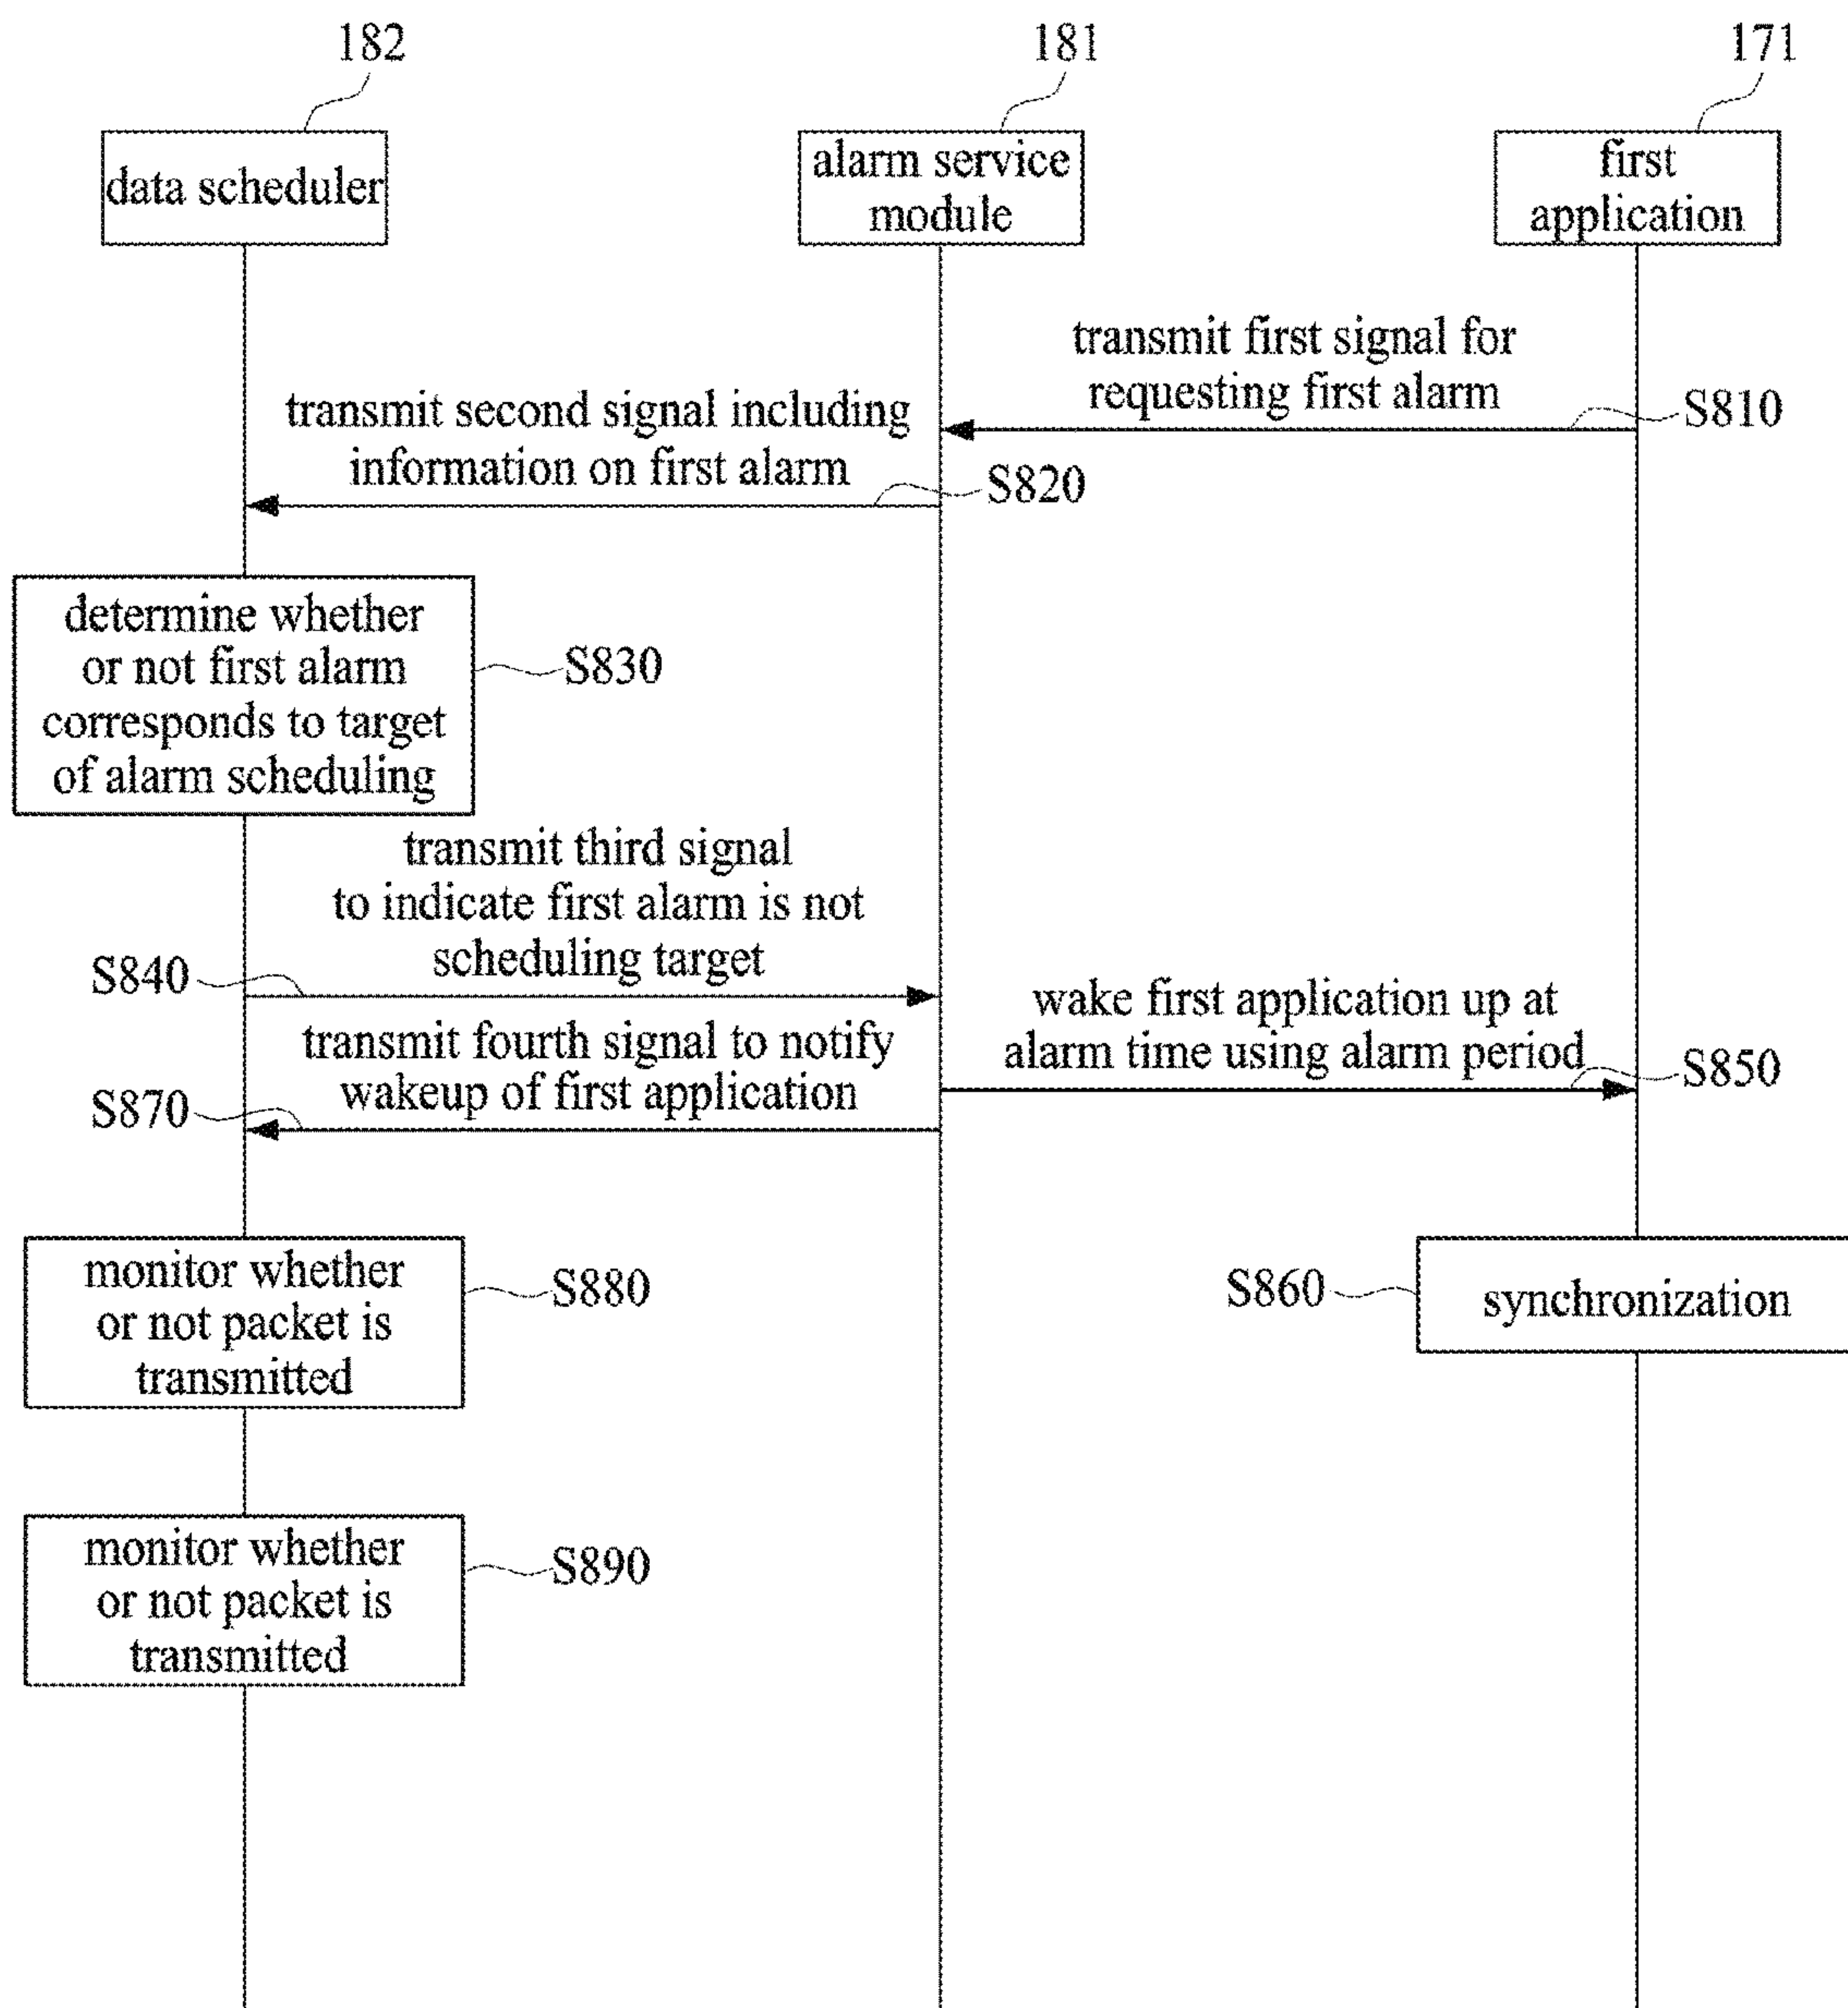 182
181
171
data scheduler
alarm service
module
first
application
transmit first signal for
requesting first alarm
S810
transmit second signal including
information on first alarm
S820
determine whether
or not first alarm
corresponds to target
of alarm scheduling
S830
transmit third signal
to indicate first alarm is not
scheduling target
S840
wake first application up at
alarm time using alarm period
S850
transmit fourth signal to notify
wakeup of first application
S870
monitor whether
or not packet is
transmitted
S880
S860
synchronization
monitor whether
or not packet is
transmitted
S890